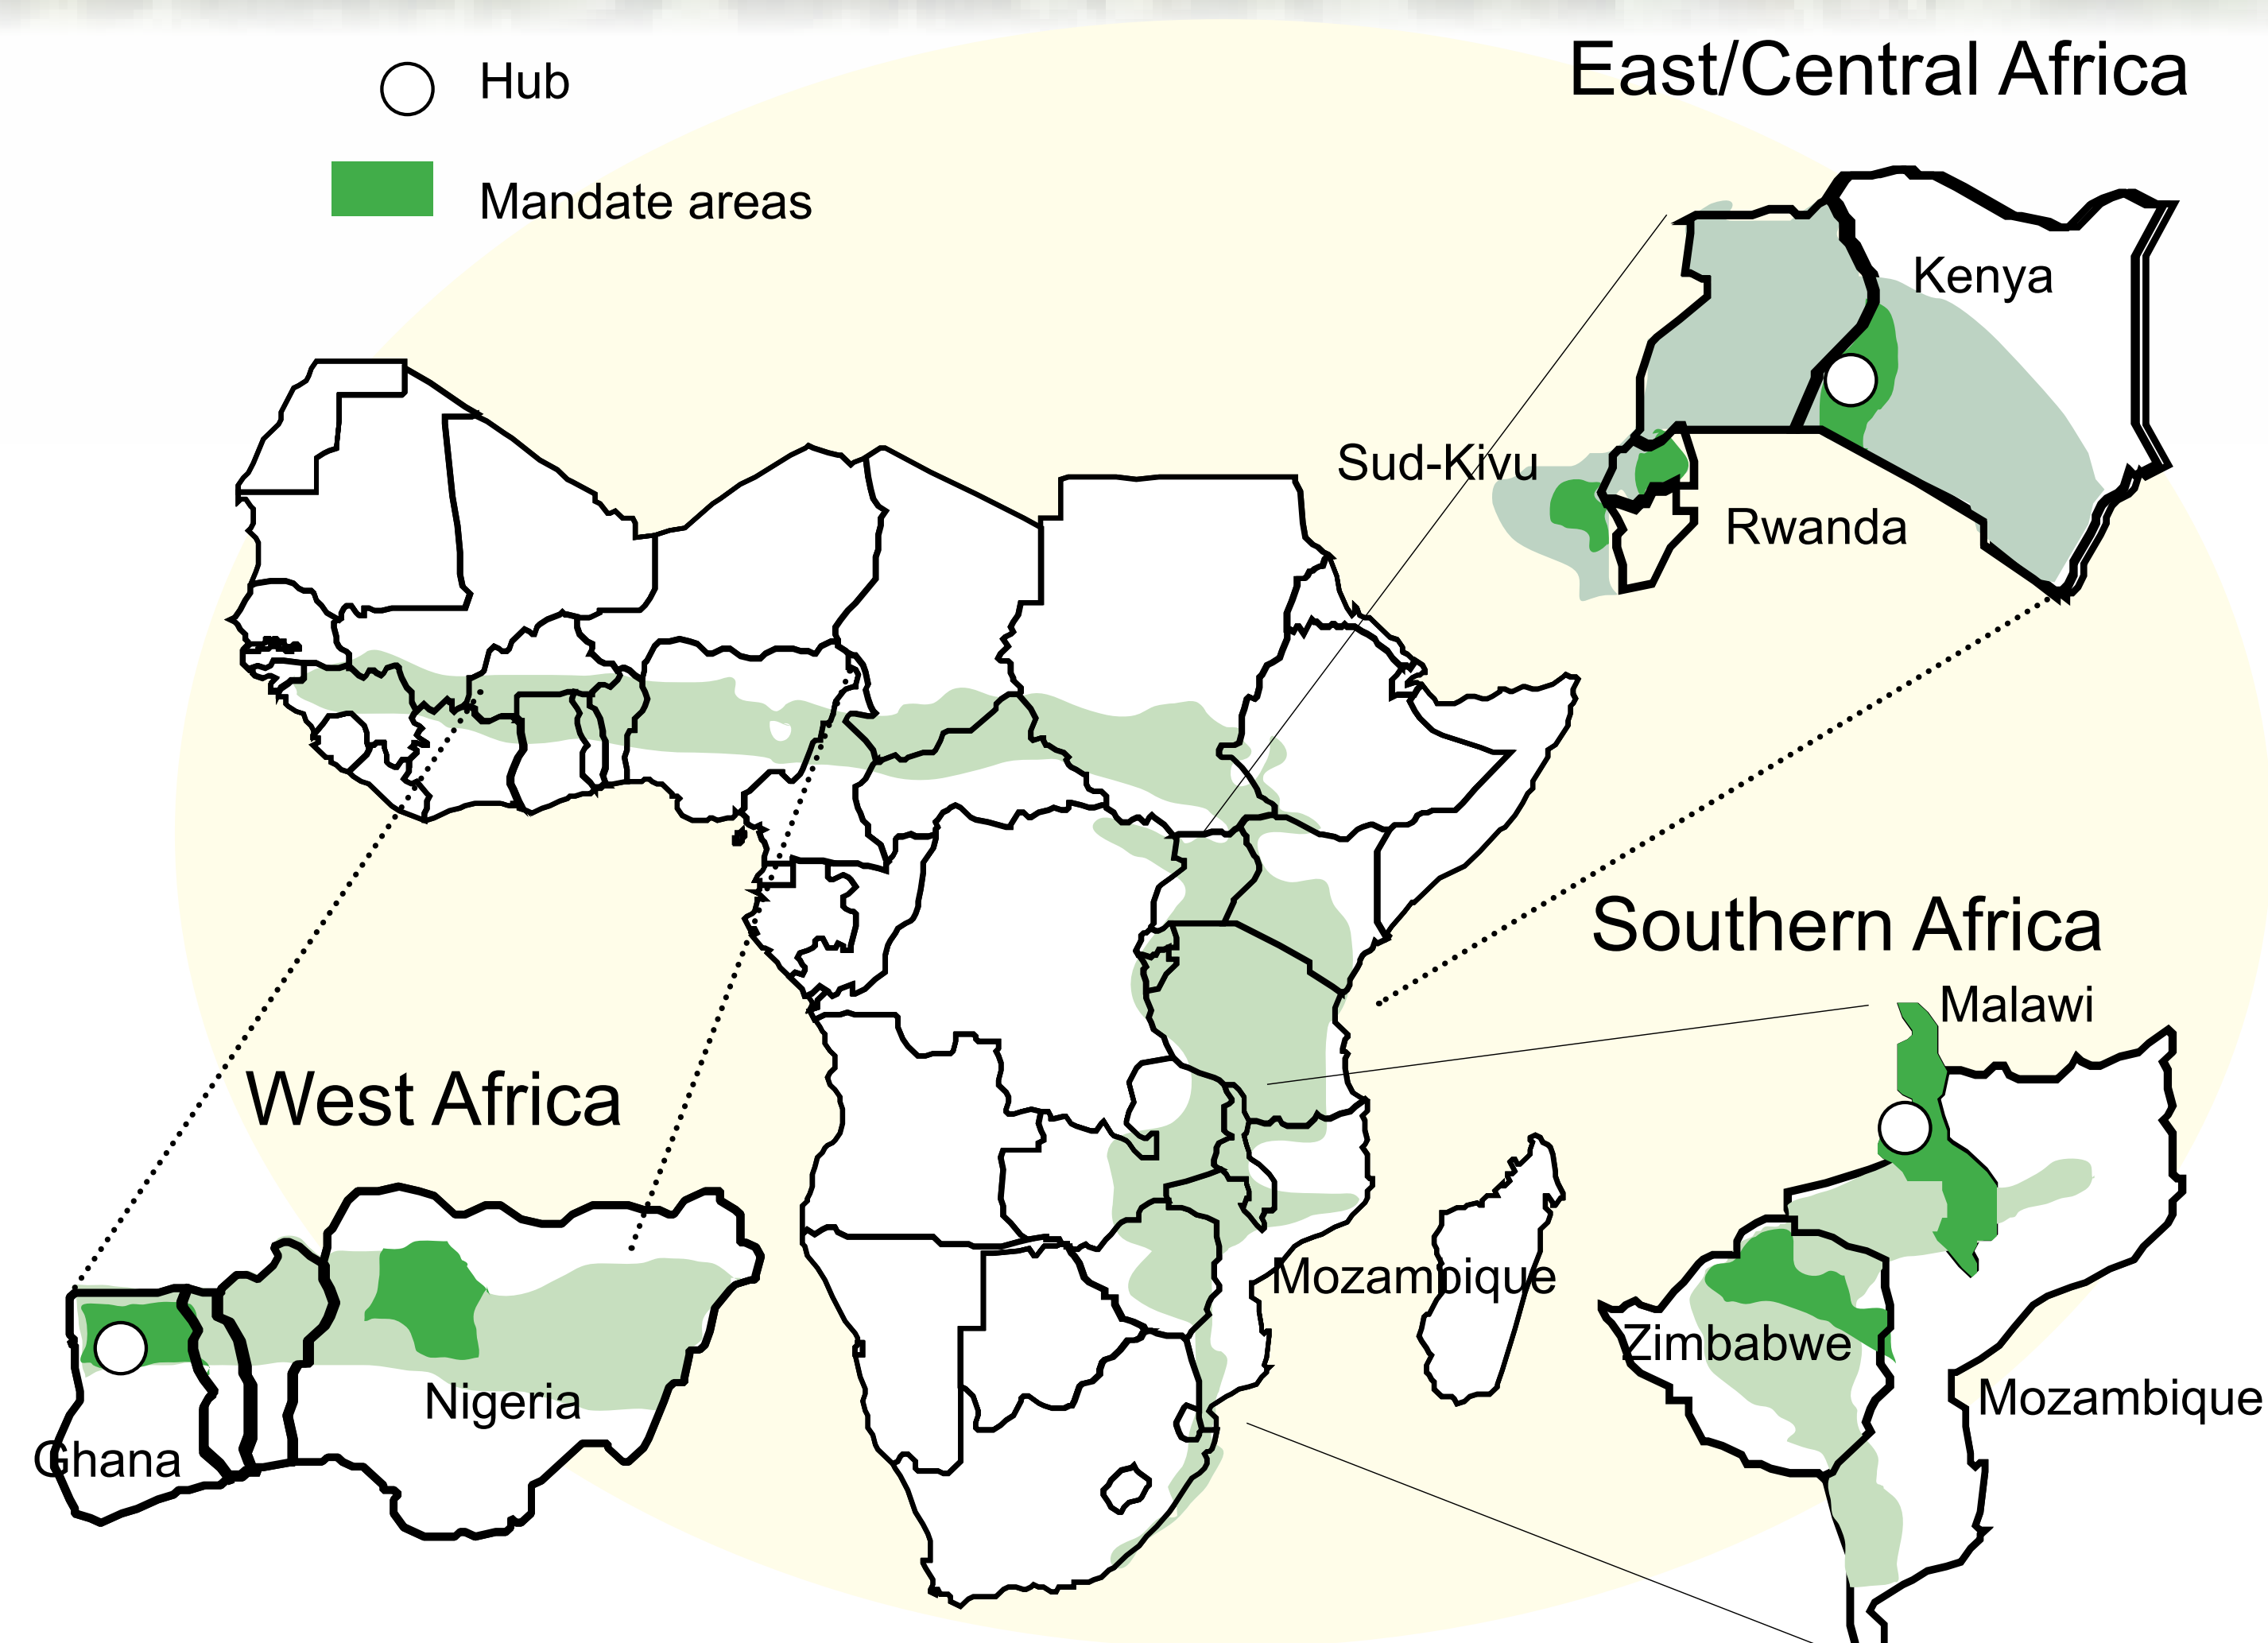 Hub
Mandate areas
East/Central Africa
Kenya
Sud-Kivu
Rwanda
Southern Africa
Malawi
Mozambique
Zimbabwe
Mozambique
West Africa
Nigeria
Ghana